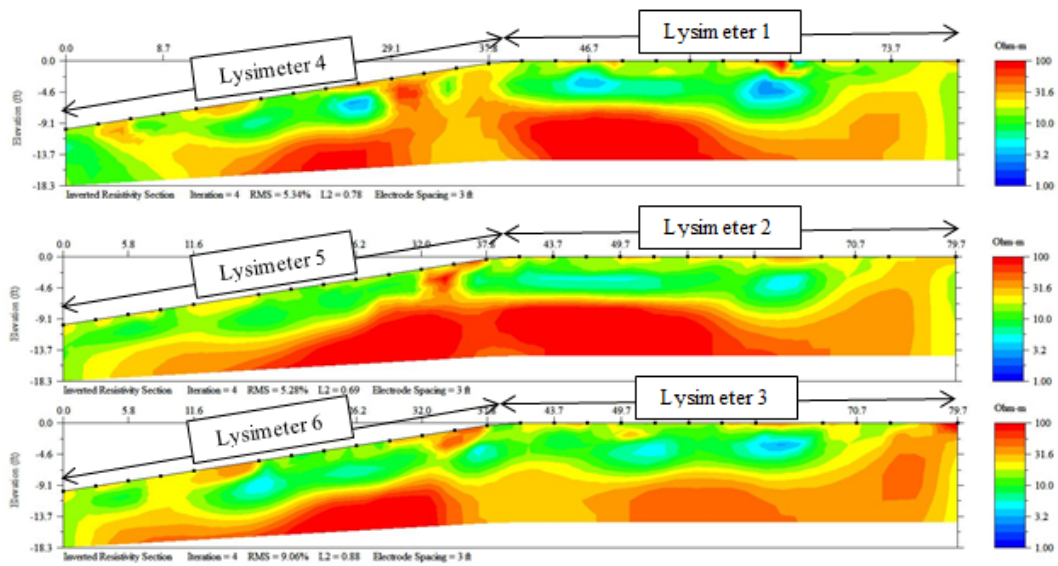 Lysimeter 1
Lysimeter 4
0.0 8.7 29.1 37.8 46.7 73.7
Ohm-m
Elevation (ft)
0.0
-4.6
-9.1
-13.7
-18.3
100
31.6
10.0
3.2
1.00
Inverted Resistivity Section Iteration = 4 RMS = 5.34% L2 = 0.78 Electrode Spacing = 3 ft
Lysimeter 2
Lysimeter 5
0.0 5.8 11.6 32.0 37.8 43.7 49.7 70.7 79.7
Ohm-m
Elevation (ft)
0.0
-4.6
-9.1
-13.7
-18.3
100
31.6
10.0
3.2
1.00
Inverted Resistivity Section Iteration = 4 RMS = 5.28% L2 = 0.69 Electrode Spacing = 3 ft
Lysimeter 3
Lysimeter 6
0.0 5.8 11.6 32.0 43.7 49.7 70.7 79.7
Ohm-m
Elevation (ft)
0.0
-4.6
-9.1
-13.7
-18.3
100
31.6
10.0
3.2
1.00
Inverted Resistivity Section Iteration = 4 RMS = 9.06% L2 = 0.88 Electrode Spacing = 3 ft